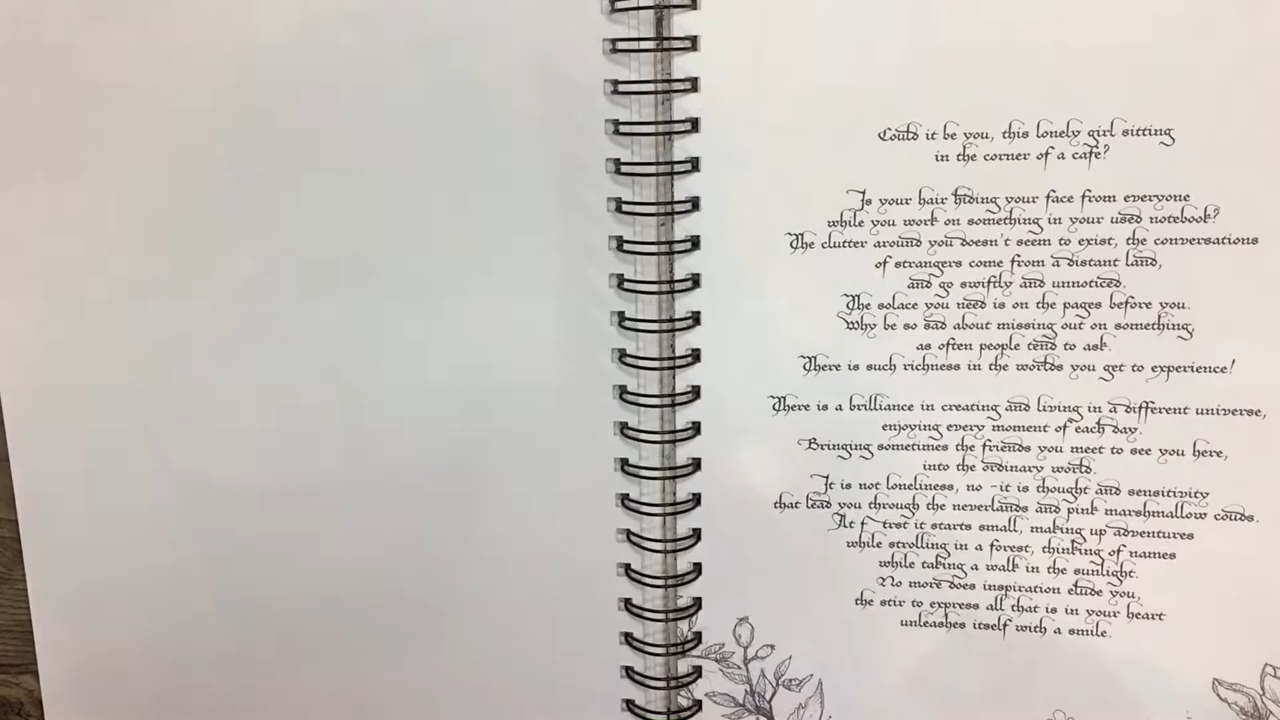 Could it be you, this lonely girl sitting
in the corner of a cafe?
Is your hair hiding your face from everyone
while you work on something in your used notebook?
The clutter around you doesn't seem to exist, the conversations
of strangers come from a distant land,
and go swiftly and unnoticed.
The solace you need is on the pages before you.
Why be so sad about missing out on something,
as often people tend to ask.
There is such richness in the worlds you get to experience!
There is a brilliance in creating and living in a different universe,
enjoying every moment of each day.
Bringing sometimes the friends you meet to see you here,
into the ordinary world.
It is not loneliness, no -it is thought and sensitivity
that lead you through the neverlands and pink marshmallow couds.
At f rst it starts small, making up adventures
while strolling in a forest, thinking of names
while taking a walk in the sunlight.
No more does inspiration elude you,
the stir to express all that is in your heart
unleashes itself with a smile.